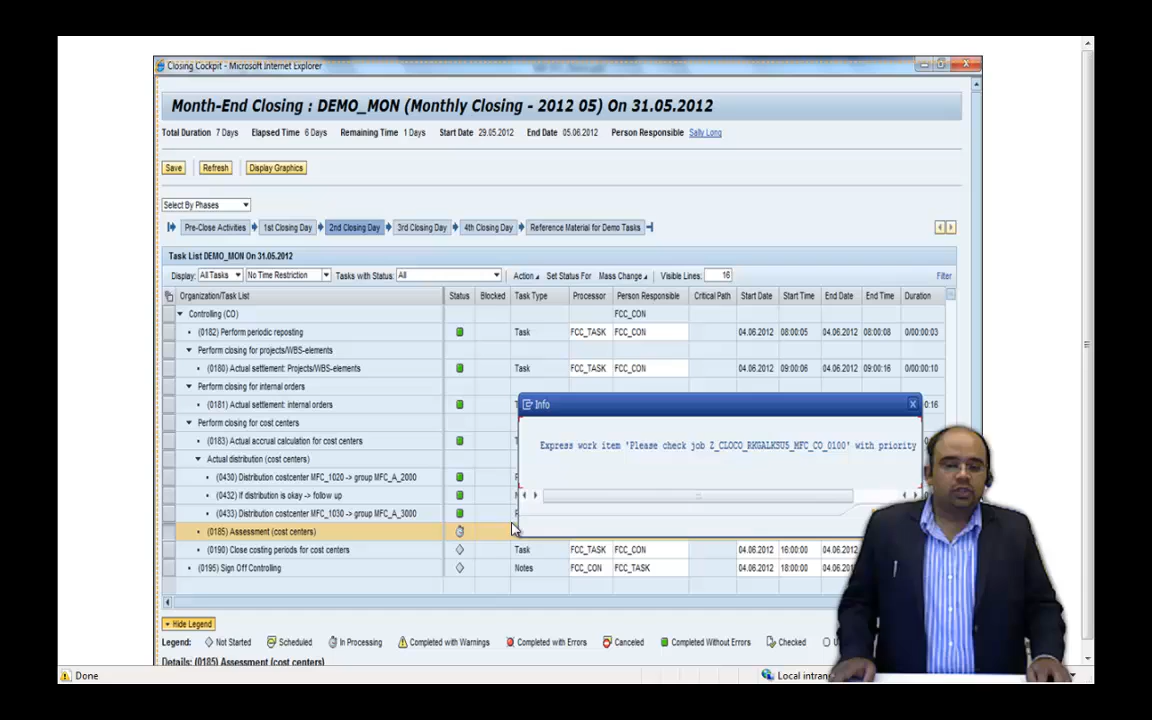 Closing Cockpit - Microsoft Internet Explorer
Month-End Closing : DEMO_MON (Monthly Closing - 2012 05) On 31.05.2012
Total Duration 7 Days Elapsed Time 6 Days Remaining Time 1 Days Start Date 29.05.2012 End Date 05.06.2012 Person Responsible Sally Long
Save Refresh Display Graphics
Select By Phases
Pre-Close Activities 1st Closing Day 2nd Closing Day 3rd Closing Day 4th Closing Day Reference Material for Demo Tasks
Task List DEMO_MON On 31.05.2012
Display: All Tasks No Time Restriction Tasks with Status: All Action Set Status For Mass Change Visible Lines: 16 Filter
Organization/Task List Status Blocked Task Type Processor Person Responsible Critical Path Start Date Start Time End Date End Time Duration
Controlling (CO) FCC_CON
(0182) Perform periodic reposting Task FCC_TASK FCC_CON 04.06.2012 08:00:05 04.06.2012 08:00:08 0/00:00:03
Perform closing for projects/WBS-elements
(0180) Actual settlement: Projects/WBS-elements Task FCC_TASK FCC_CON 04.06.2012 09:00:06 04.06.2012 09:00:16 0/00:00:10
Perform closing for internal orders
(0181) Actual settlement: internal orders 0:16
Info
Perform closing for cost centers
(0183) Actual accrual calculation for cost centers
Express work item 'Please check job Z_CLOCO_RKGALKSU5_MFC_CO_0100' with priority
Actual distribution (cost centers)
(0430) Distribution costcenter MFC_1020 -> group MFC_A_2000
(0432) If distribution is okay -> follow up
(0433) Distribution costcenter MFC_1030 -> group MFC_A_3000
(0185) Assessment (cost centers)
(0190) Close costing periods for cost centers Task FCC_TASK FCC_CON 04.06.2012 16:00:00 04.06.2012
(0195) Sign Off Controlling Notes FCC_CON FCC_TASK 04.06.2012 18:00:00
Hide Legend
Legend: Not Started Scheduled In Processing Completed with Warnings Completed with Errors Canceled Completed Without Errors Checked
Details: (0185) Assessment (cost centers)
Done Local